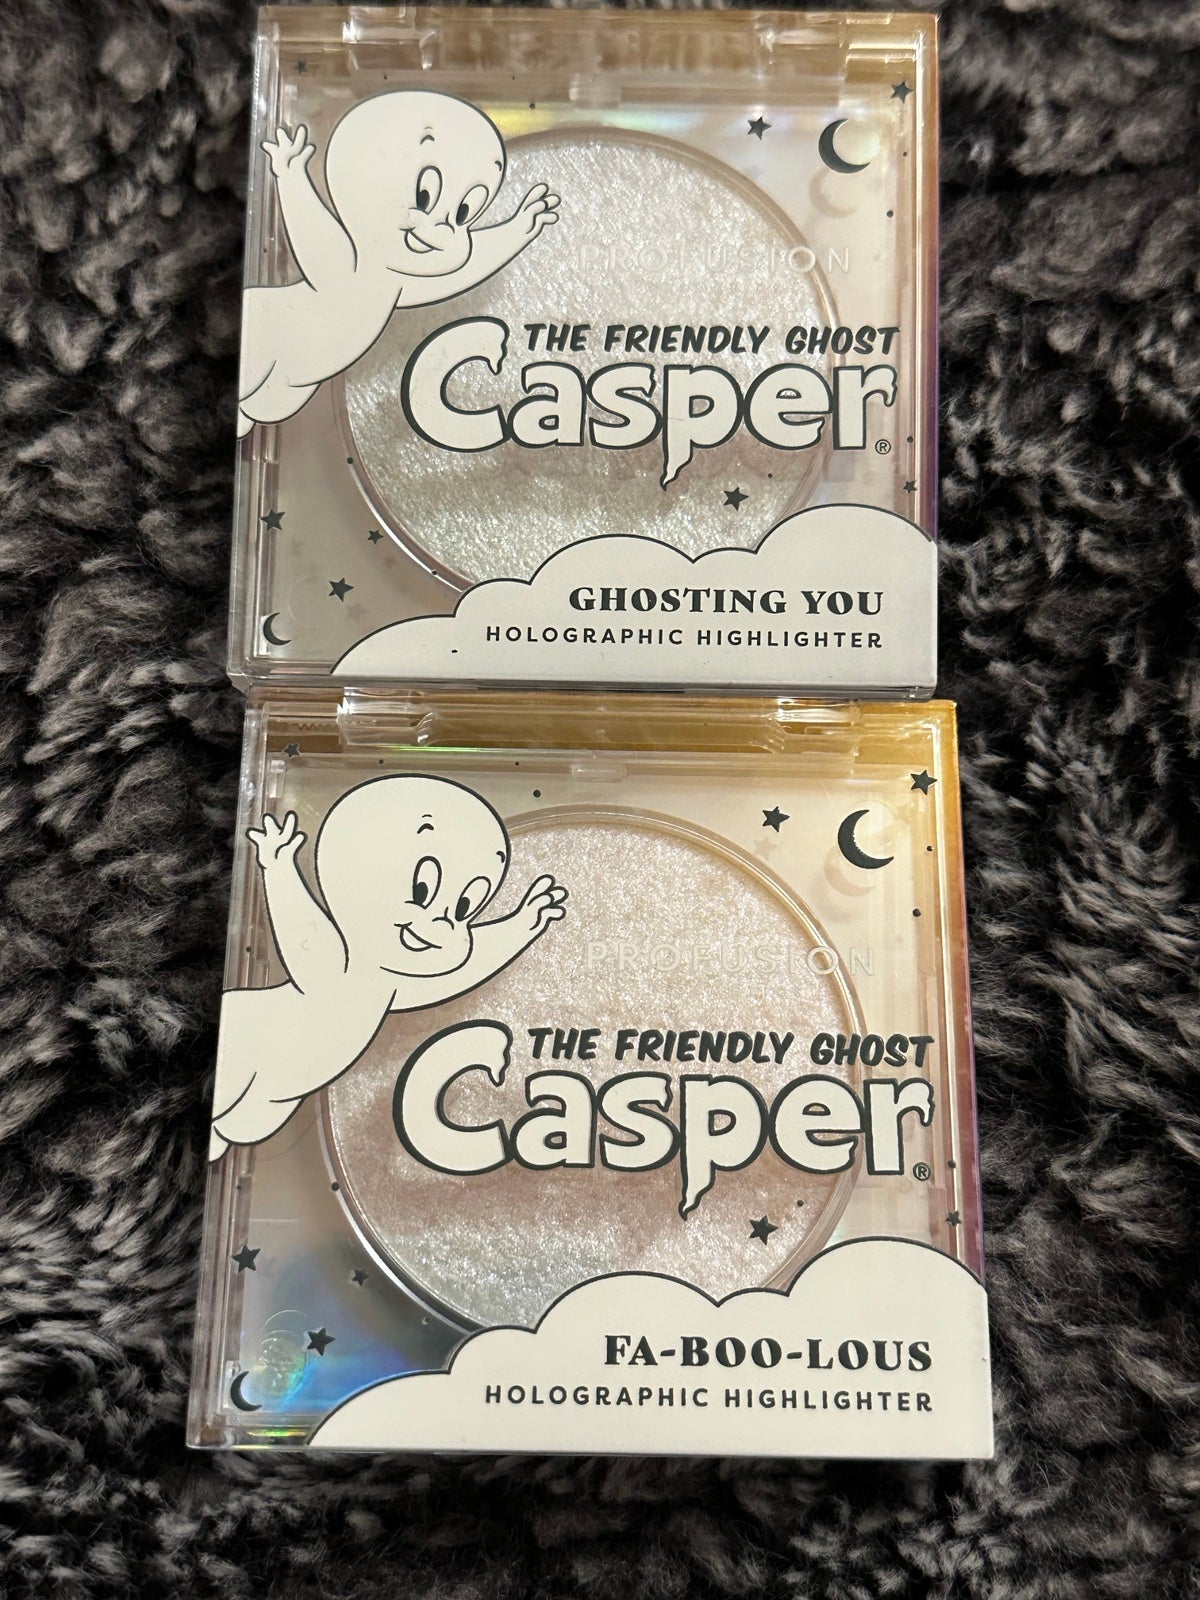 PROFUSION
THE FRIENDLY GHOST
Casper®
GHOSTING YOU
HOLOGRAPHIC HIGHLIGHTER
PROFUSION
THE FRIENDLY GHOST
Casper®
FA-BOO-LOUS
HOLOGRAPHIC HIGHLIGHTER